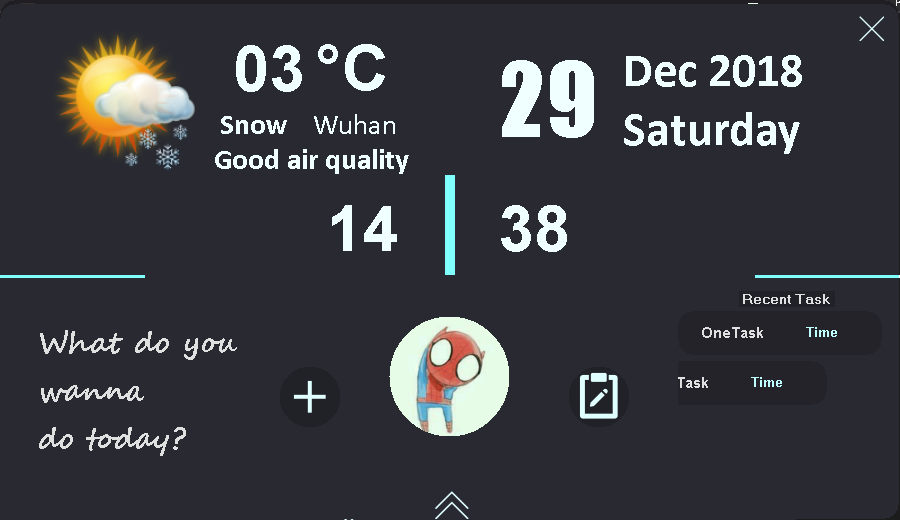 03 °C
Snow Wuhan
Good air quality
29
Dec 2018
Saturday
14 38
What do you
wanna
do today?
Recent Task
OneTask Time
Task Time